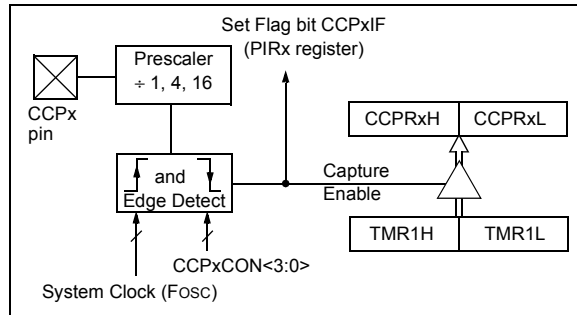 Set Flag bit CCPxIF
(PIRx register)
Prescaler
÷ 1, 4, 16
CCPx
pin
CCPRxH
CCPRxL
and
Edge Detect
Capture
Enable
TMR1H
TMR1L
CCPxCON<3:0>
System Clock (FOSC)